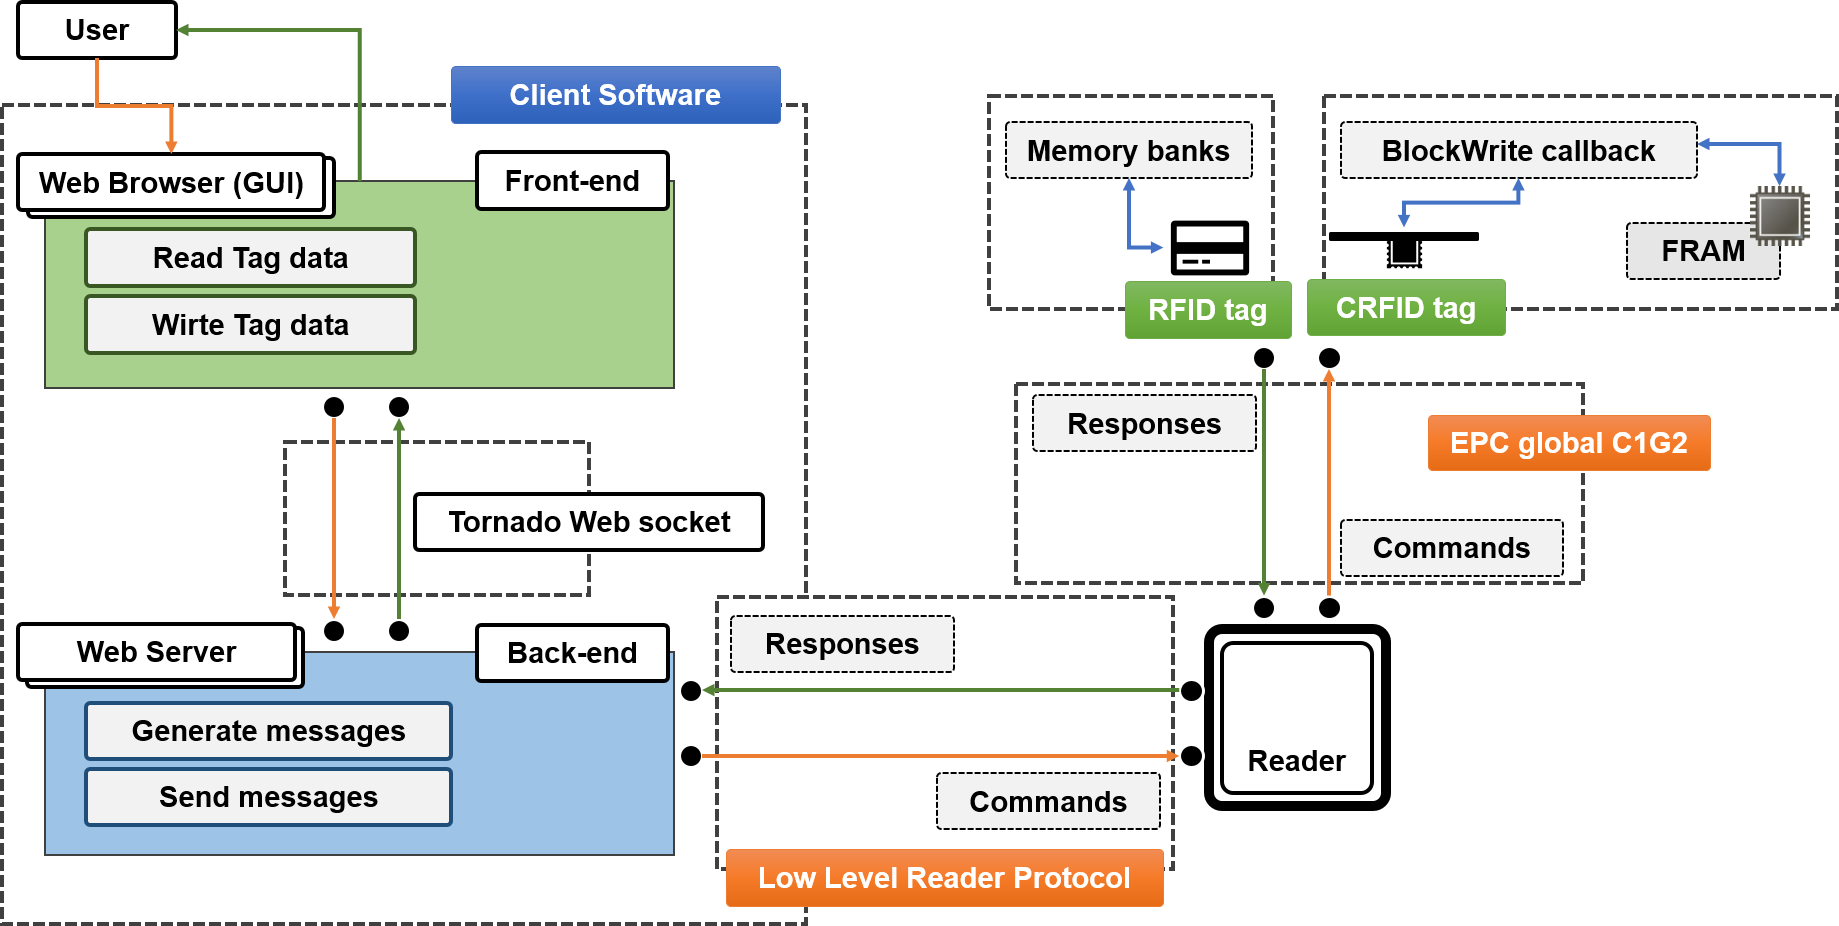 User
Client Software
Web Browser (GUI)
Front-end
Read Tag data
Wirte Tag data
Tornado Web socket
Web Server
Back-end
Generate messages
Send messages
Responses
Commands
Low Level Reader Protocol
Memory banks
RFID tag
BlockWrite callback
FRAM
CRFID tag
Responses
EPC global C1G2
Commands
Reader